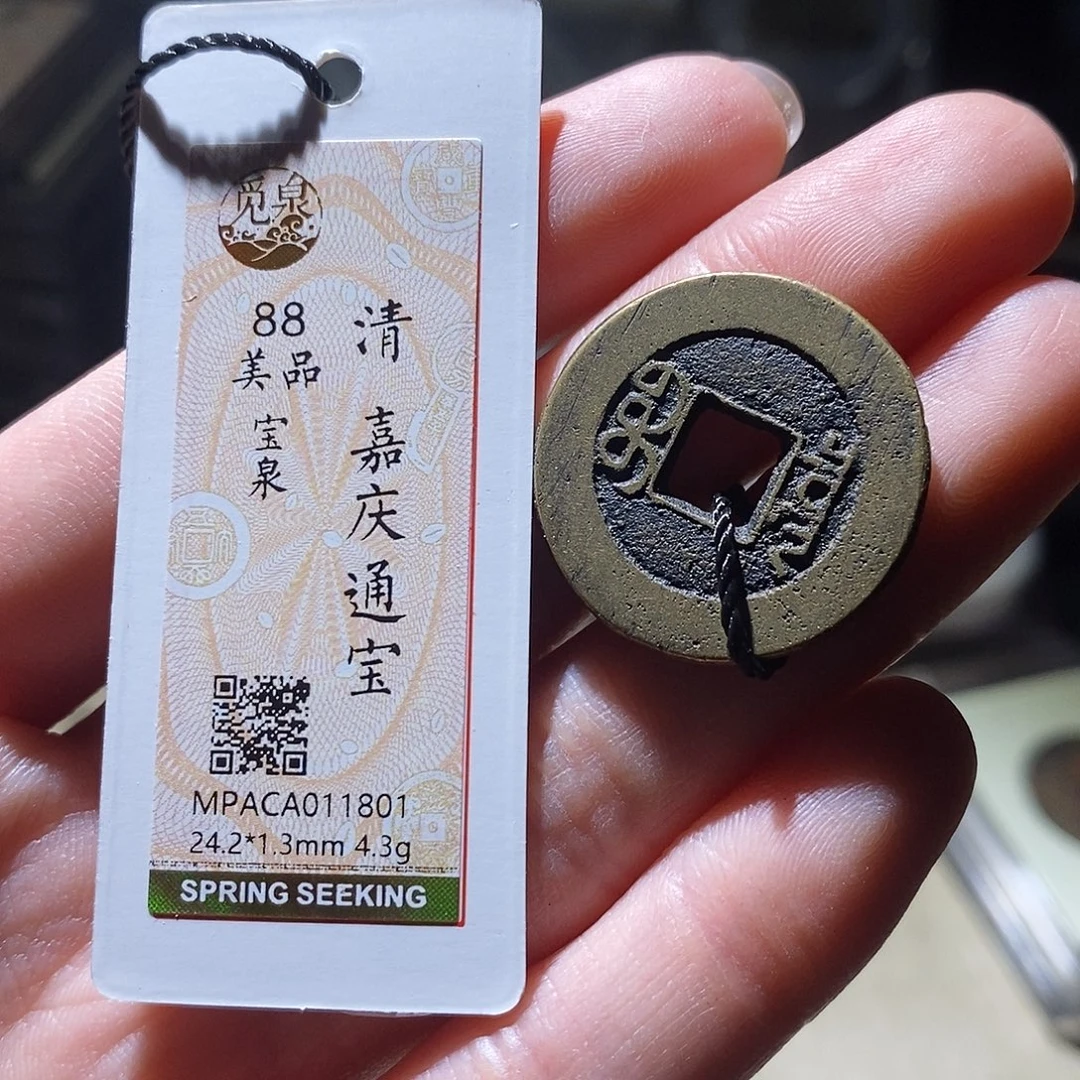 觅泉
清 嘉庆 通宝
88
美品
宝泉
MPACA011801
24.2*1.3mm 4.3g
SPRING SEEKING